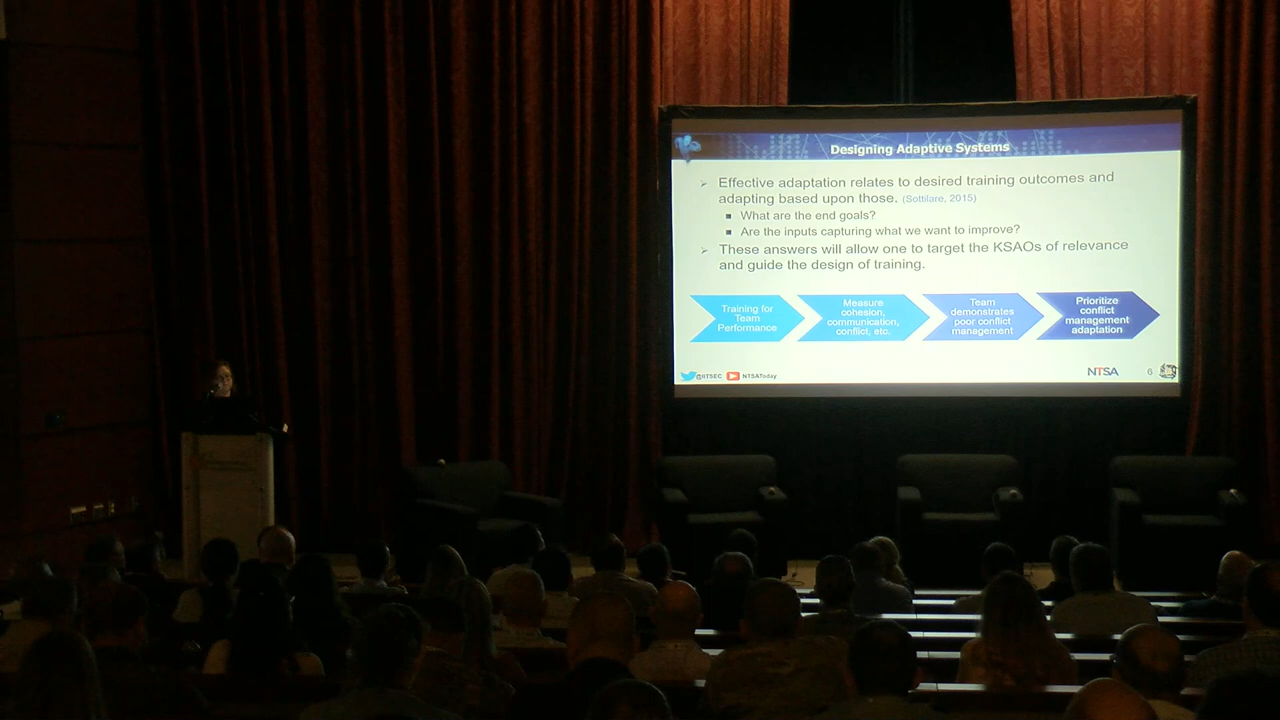 Designing Adaptive Systems
Effective adaptation relates to desired training outcomes and
adapting based upon those. (Sottilare, 2015)
What are the end goals?
Are the inputs capturing what we want to improve?
These answers will allow one to target the KSAOs of relevance
and guide the design of training.
Training for
Team
Performance
Measure
cohesion,
communication,
conflict, etc.
Team
demonstrates
poor conflict
management
Prioritize
conflict
management
adaptation
@IITSEC NTSAToday
NTSA 6